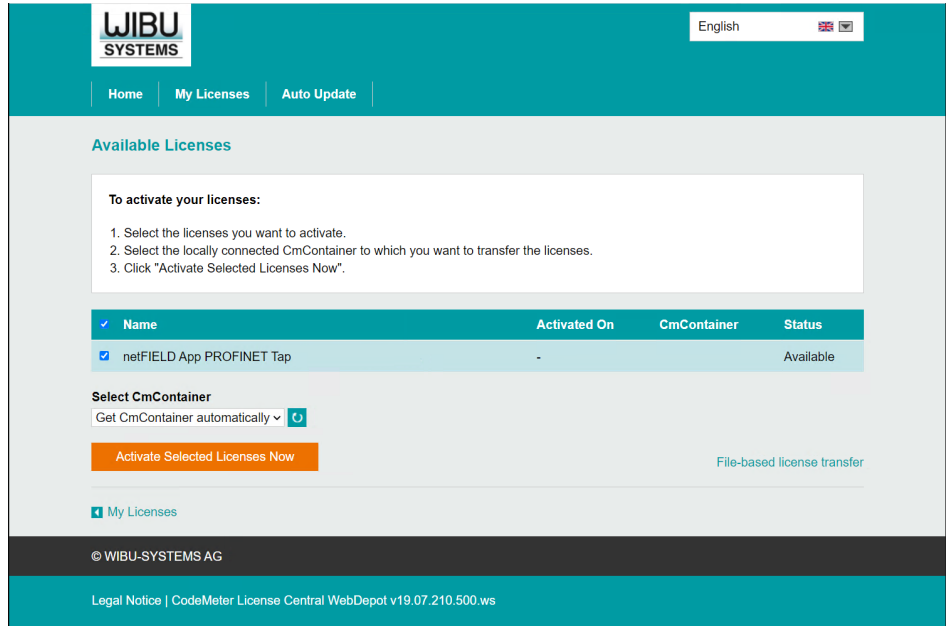 WIBU
SYSTEMS
English
Home My Licenses Auto Update
Available Licenses
To activate your licenses:
1. Select the licenses you want to activate.
2. Select the locally connected CmContainer to which you want to transfer the licenses.
3. Click "Activate Selected Licenses Now".
Name Activated On CmContainer Status
netFIELD App PROFINET Tap - Available
Select CmContainer
Get CmContainer automatically
Activate Selected Licenses Now
File-based license transfer
My Licenses
© WIBU-SYSTEMS AG
Legal Notice | CodeMeter License Central WebDepot v19.07.210.500.ws